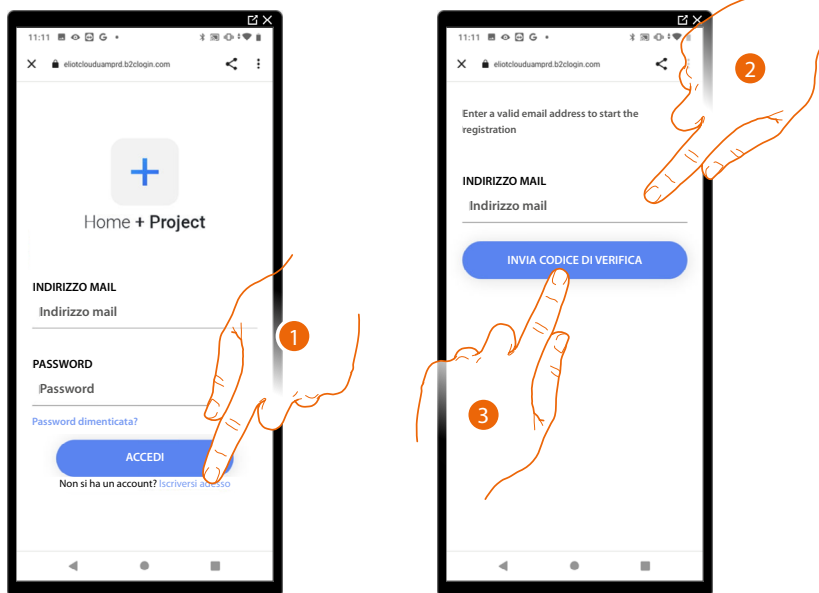 11:11 G
eliotclouduamprd.b2clogin.com
Home + Project
INDIRIZZO MAIL
Indirizzo mail
PASSWORD
Password
Password dimenticata?
ACCEDI
Non si ha un account? Iscriversi adesso
1
11:11 G
eliotclouduamprd.b2clogin.com
Enter a valid email address to start the
registration
INDIRIZZO MAIL
Indirizzo mail
INVIA CODICE DI VERIFICA
2
3